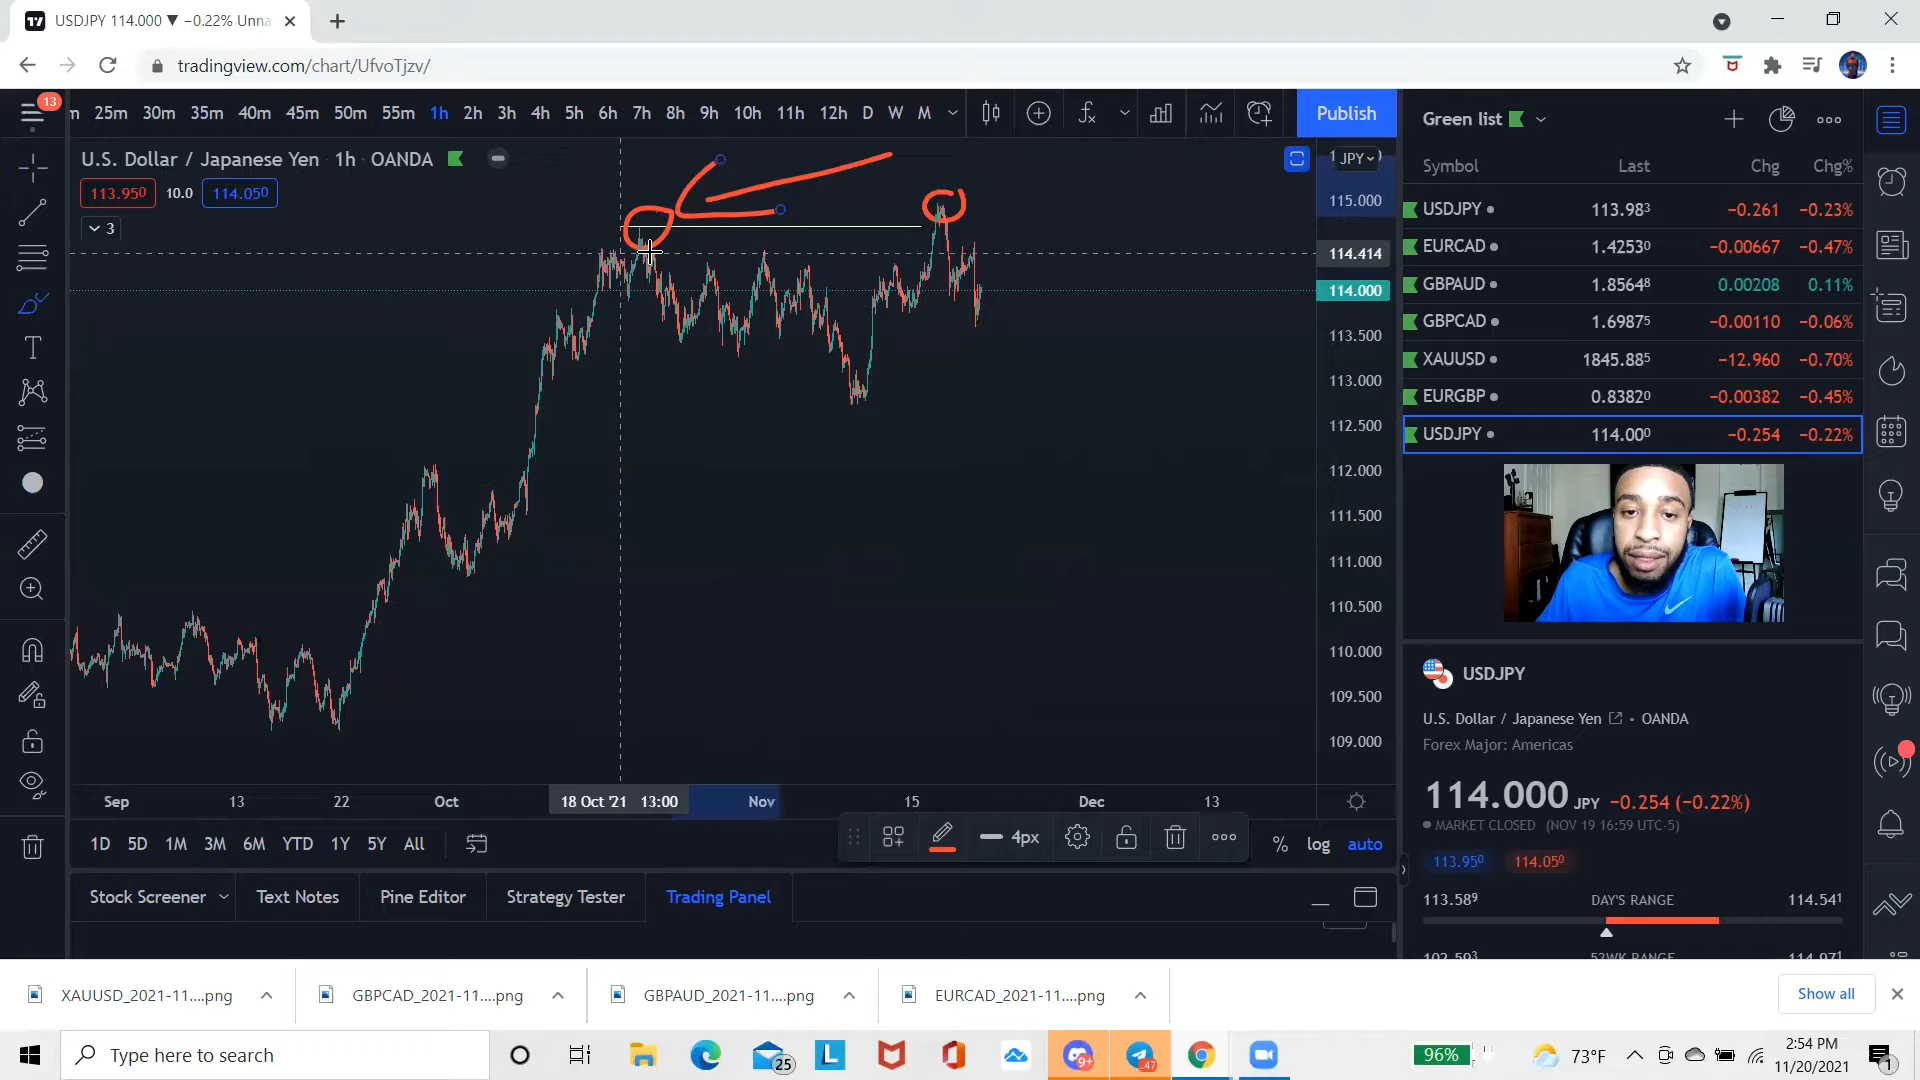 USDJPY 114.000 ▼ −0.22% Unna
tradingview.com/chart/UfvoTjzv/
13
m 25m 30m 35m 40m 45m 50m 55m 1h 2h 3h 4h 5h 6h 7h 8h 9h 10h 11h 12h D W M
Publish
U.S. Dollar / Japanese Yen · 1h · OANDA
113.950 10.0 114.050
3
JPY
115.000
114.414
114.000
113.500
113.000
112.500
112.000
111.500
111.000
110.500
110.000
109.500
109.000
Sep 13 22 Oct 18 Oct '21 13:00 Nov 15 Dec 13
1D 5D 1M 3M 6M YTD 1Y 5Y All
4px
% log auto
Stock Screener Text Notes Pine Editor Strategy Tester Trading Panel
Green list
Symbol Last Chg Chg%
USDJPY 113.983 −0.261 −0.23%
EURCAD 1.42530 −0.00667 −0.47%
GBPAUD 1.85648 0.00208 0.11%
GBPCAD 1.69875 −0.00110 −0.06%
XAUUSD 1845.885 −12.960 −0.70%
EURGBP 0.83820 −0.00382 −0.45%
USDJPY 114.000 −0.254 −0.22%
USDJPY
U.S. Dollar / Japanese Yen • OANDA
Forex Major: Americas
114.000 JPY −0.254 (−0.22%)
MARKET CLOSED (NOV 19 16:59 UTC-5)
113.950 114.050
113.589 DAY'S RANGE 114.541
102.593 52WK RANGE 114.971
XAUUSD_2021-11....png
GBPCAD_2021-11....png
GBPAUD_2021-11....png
EURCAD_2021-11....png
Show all
Type here to search
25
L
9+
47
96%
73°F
2:54 PM
11/20/2021
1